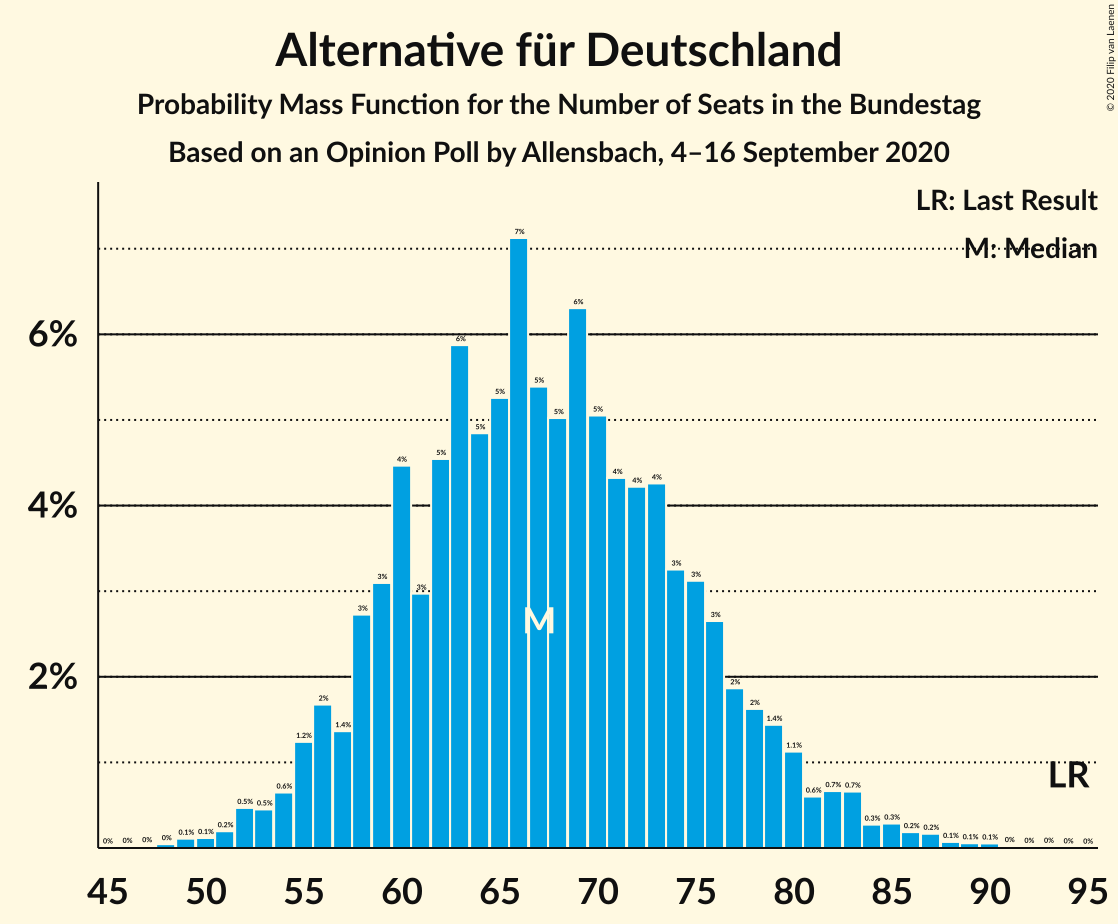 Alternative für Deutschland
Probability Mass Function for the Number of Seats in the Bundestag
Based on an Opinion Poll by Allensbach, 4–16 September 2020
© 2020 Filip van Laenen
LR: Last Result
M: Median
6%
4%
2%
0% 0% 0% 0% 0.1% 0.1% 0.2% 0.5% 0.5% 0.6% 1.2% 2% 1.4% 3% 3% 4% 3% 5% 6% 5% 5% 7% 5% 5% 6% 5% 4% 4% 4% 3% 3% 3% 2% 2% 1.4% 1.1% 0.6% 0.7% 0.7% 0.3% 0.3% 0.2% 0.2% 0.1% 0.1% 0.1% 0% 0% 0% 0% 0%
M
LR
45 50 55 60 65 70 75 80 85 90 95